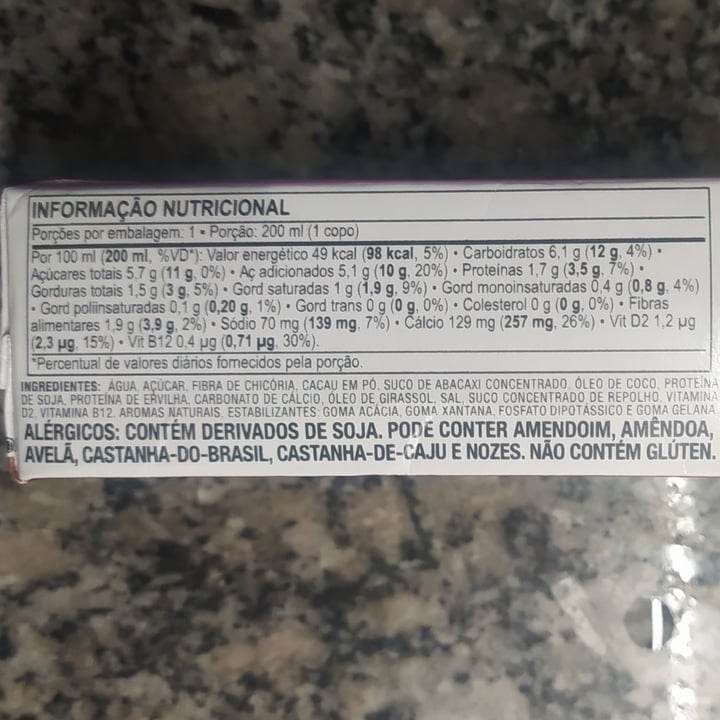 INFORMAÇÃO NUTRICIONAL
Porções por embalagem: 1 • Porção: 200 ml (1 copo)
Por 100 ml (200 ml, %VD*): Valor energético 49 kcal (98 kcal, 5%) • Carboidratos 6,1 g (12 g, 4%) •
Açúcares totais 5,7 g (11 g, 0%) • Aç adicionados 5,1 g (10 g, 20%) • Proteínas 1,7 g (3,5 g, 7%) •
Gorduras totais 1,5 g (3 g, 5%) • Gord saturadas 1 g (1,9 g, 9%) • Gord monoinsaturadas 0,4 g (0,8 g, 4%)
• Gord poliinsaturadas 0,1 g (0,20 g, 1%) • Gord trans 0 g (0 g, 0%) • Colesterol 0 g (0 g, 0%) • Fibras
alimentares 1,9 g (3,9 g, 2%) • Sódio 70 mg (139 mg, 7%) • Cálcio 129 mg (257 mg, 26%) • Vit D2 1,2 µg
(2,3 µg, 15%) • Vit B12 0,4 µg (0,71 µg, 30%).
*Percentual de valores diários fornecidos pela porção.
INGREDIENTES: ÁGUA, AÇÚCAR, FIBRA DE CHICÓRIA, CACAU EM PÓ, SUCO DE ABACAXI CONCENTRADO, ÓLEO DE COCO, PROTEÍNA
DE SOJA, PROTEÍNA DE ERVILHA, CARBONATO DE CÁLCIO, ÓLEO DE GIRASSOL, SAL, SUCO CONCENTRADO DE REPOLHO, VITAMINA
D2, VITAMINA B12, AROMAS NATURAIS, ESTABILIZANTES: GOMA ACÁCIA, GOMA XANTANA, FOSFATO DIPOTÁSSICO E GOMA GELANA.
ALÉRGICOS: CONTÉM DERIVADOS DE SOJA. PODE CONTER AMENDOIM, AMÊNDOA,
AVELÃ, CASTANHA-DO-BRASIL, CASTANHA-DE-CAJU E NOZES. NÃO CONTÉM GLÚTEN.